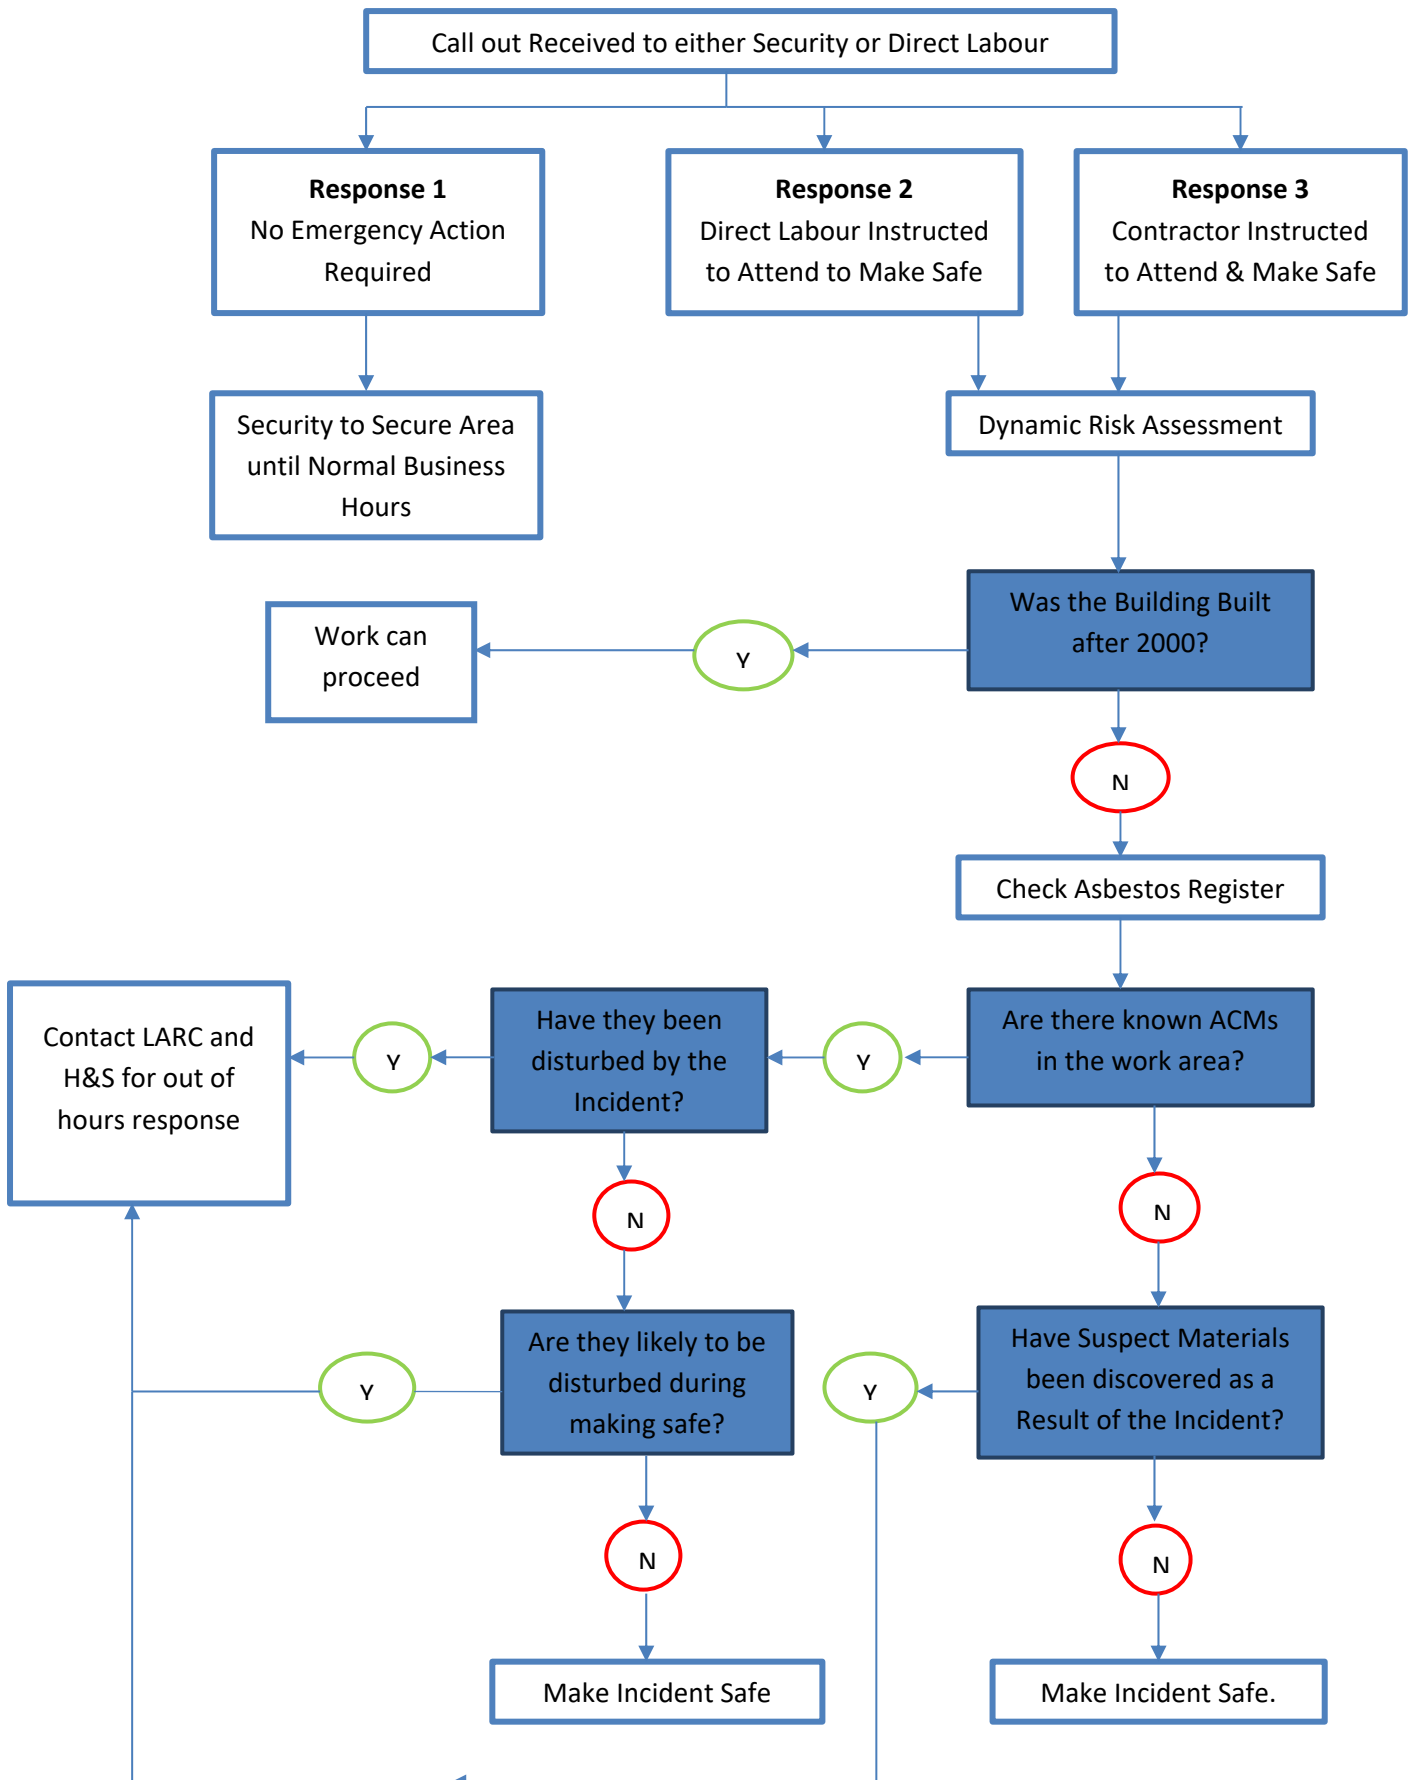 Call out Received to either Security or Direct Labour
Response 1
No Emergency Action
Required
Response 2
Direct Labour Instructed
to Attend to Make Safe
Response 3
Contractor Instructed
to Attend & Make Safe
Security to Secure Area
until Normal Business
Hours
Dynamic Risk Assessment
Was the Building Built
after 2000?
Y
Work can
proceed
N
Check Asbestos Register
Are there known ACMs
in the work area?
Y
Have they been
disturbed by the
Incident?
Y
Contact LARC and
H&S for out of
hours response
N
N
Are they likely to be
disturbed during
making safe?
Y
Have Suspect Materials
been discovered as a
Result of the Incident?
Y
N
N
Make Incident Safe
Make Incident Safe.